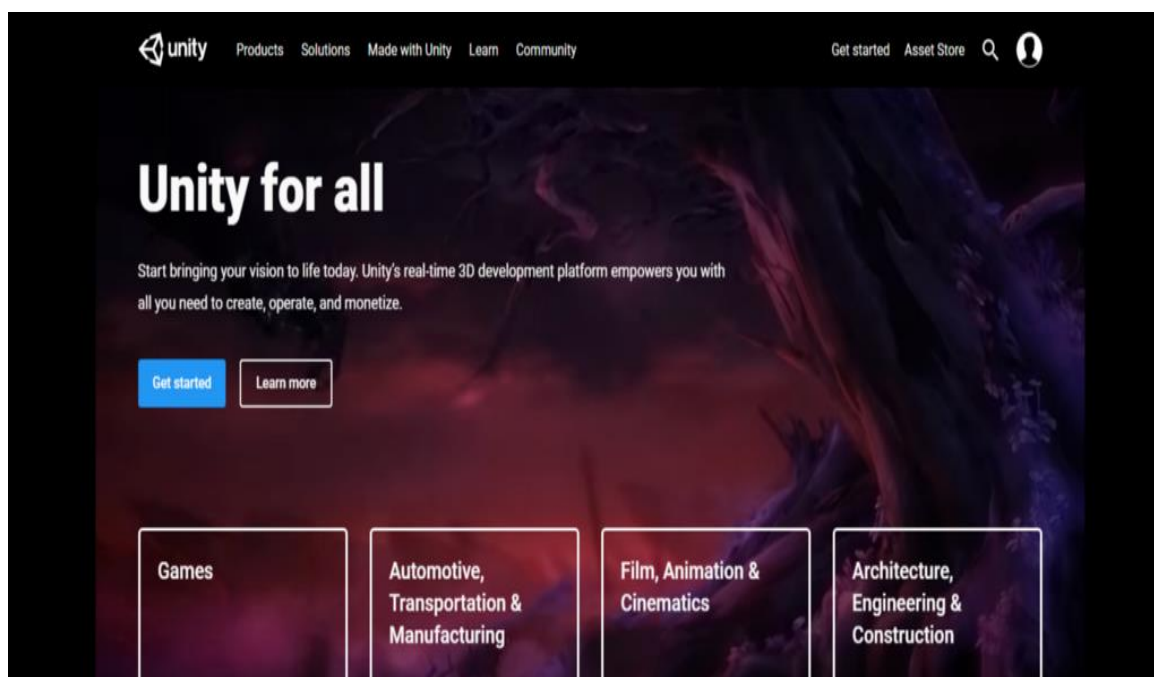 unity Products Solutions Made with Unity Learn Community Get started Asset Store
Unity for all
Start bringing your vision to life today. Unity's real-time 3D development platform empowers you with
all you need to create, operate, and monetize.
Get started Learn more
Games
Automotive,
Transportation &
Manufacturing
Film, Animation &
Cinematics
Architecture,
Engineering &
Construction